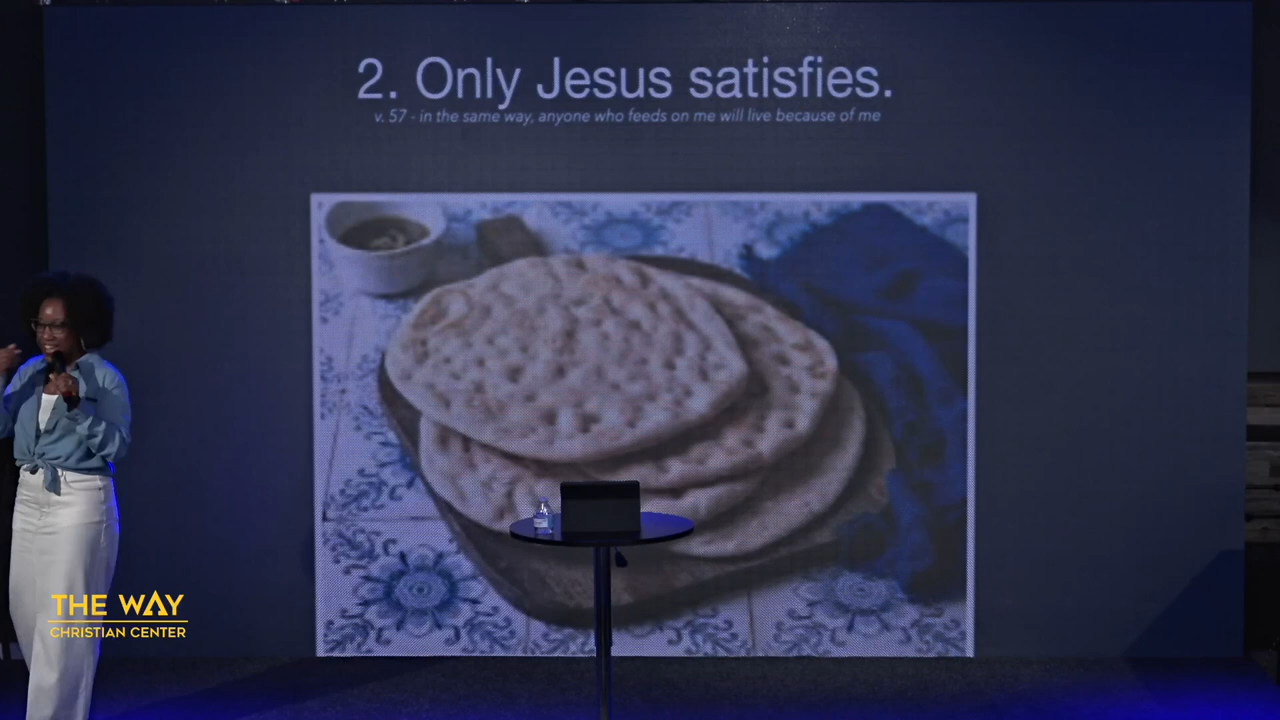 2. Only Jesus satisfies.
v. 57 - in the same way, anyone who feeds on me will live because of me
THE WAY
CHRISTIAN CENTER